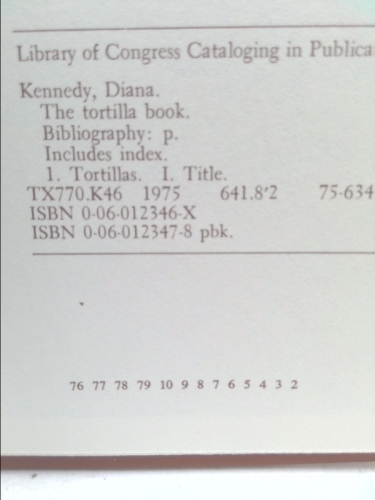 Library of Congress Cataloging in Publica
Kennedy, Diana.
The tortilla book.
Bibliography: p.
Includes index.
1. Tortillas. I. Title.
TX770.K46 1975 641.8'2 75-634
ISBN 0-06-012346-X
ISBN 0-06-012347-8 pbk.
76 77 78 79 10 9 8 7 6 5 4 3 2